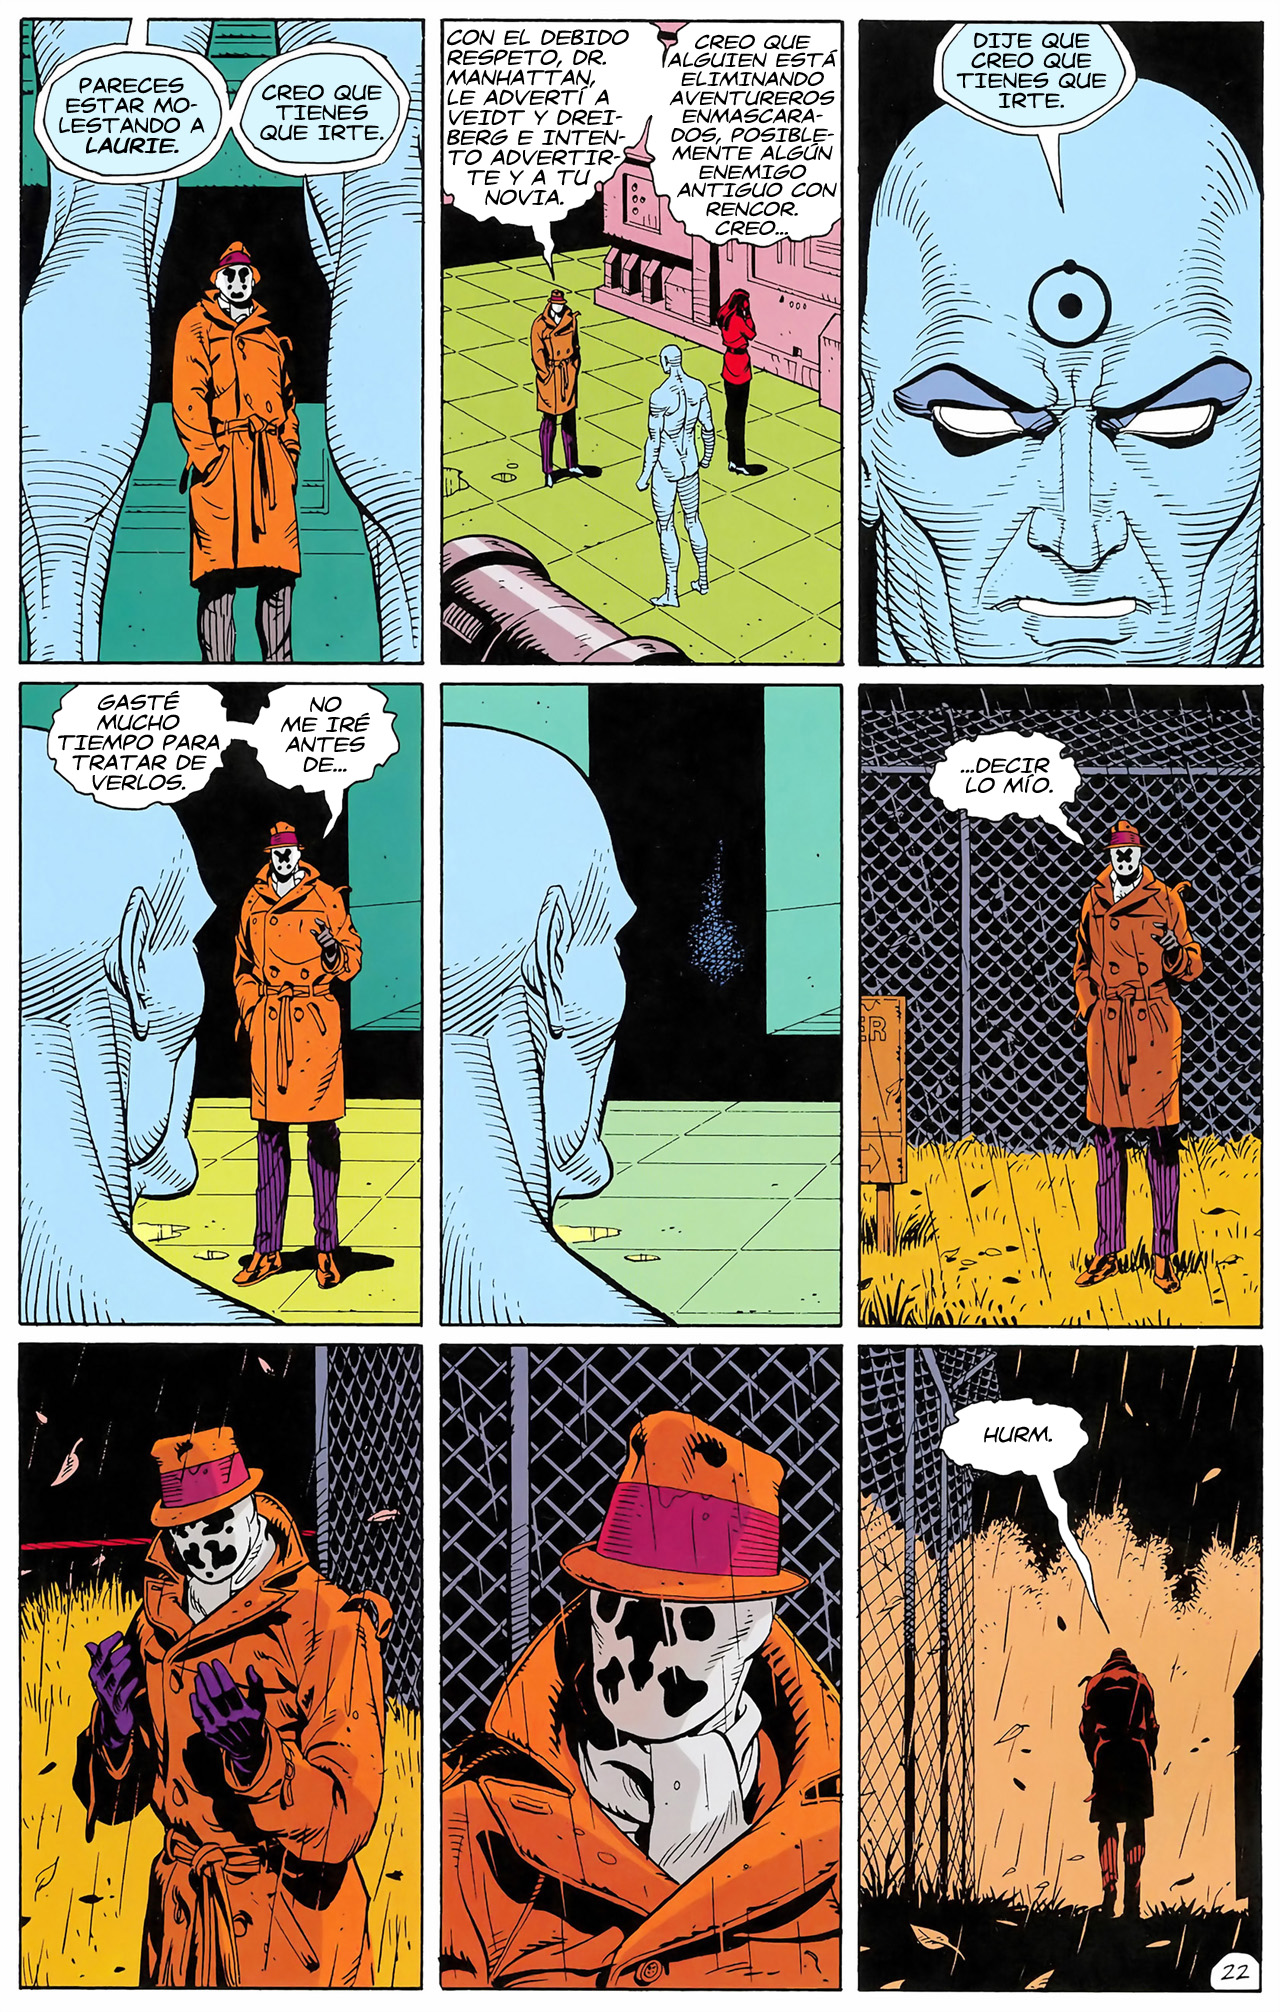 PARECES
ESTAR MO-
LESTANDO A
LAURIE.
CREO QUE
TIENES
QUE IRTE.
CON EL DEBIDO
RESPETO, DR.
MANHATTAN,
LE ADVERTÍ A
VEIDT Y DREI-
BERG E INTEN-
TO ADVERTIR-
TE Y A TU
NOVIA.
CREO QUE
ALGUIEN ESTÁ
ELIMINANDO
AVENTUREROS
ENMASCARA-
DOS, POSIBLE-
MENTE ALGÚN
ENEMIGO
ANTIGUO CON
RENCOR.
CREO...
DIJE QUE
CREO QUE
TIENES QUE
IRTE.
GASTÉ
MUCHO
TIEMPO PARA
TRATAR DE
VERLOS.
NO
ME IRÉ
ANTES
DE...
...DECIR
LO MÍO.
ER
HURM.
22